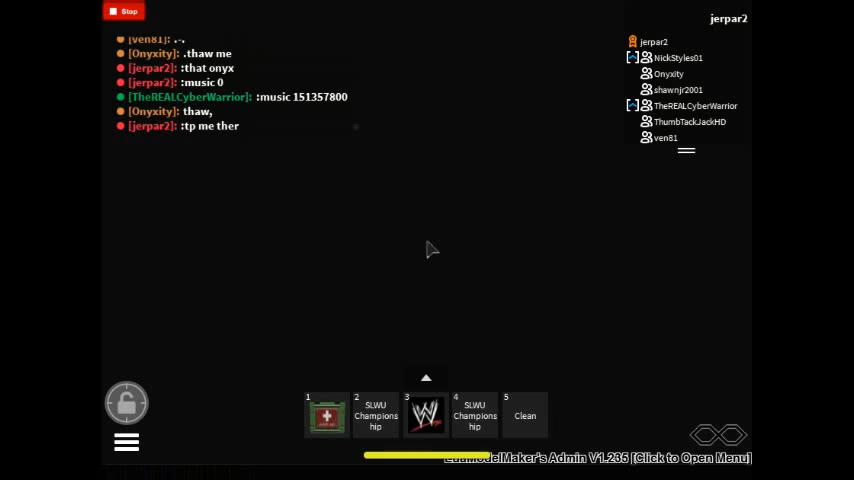 Stop
jerpar2
[ven81]: .-.
[Onyxity]: .thaw me
[jerpar2]: :that onyx
[jerpar2]: :music 0
[TheREALCyberWarrior]: :music 151357800
[Onyxity]: thaw,
[jerpar2]: :tp me ther
jerpar2
NickStyles01
Onyxity
shawnjr2001
TheREALCyberWarrior
ThumbTackJackHD
ven81
1
2
SLWU
Champions
hip
3
W
4
SLWU
Champions
hip
5
Clean
EddModelMaker's Admin V1.235 [Click to Open Menu]